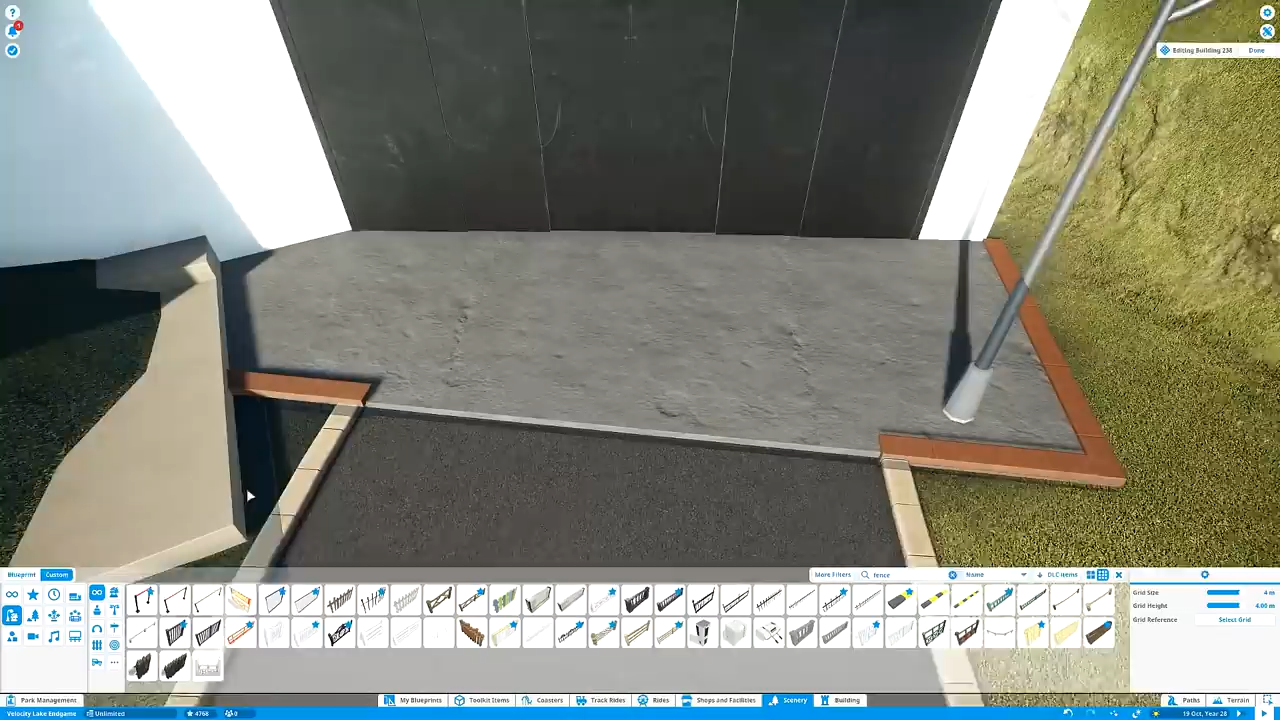 ?
1
Editing Building 238 Done
Blueprint Custom More Filters fence Name DLC Items
Grid Size 4 m
Grid Height 4.00 m
Grid Reference Select Grid
Park Management My Blueprints Toolkit Items Coasters Track Rides Rides Shops and Facilities Scenery Building Paths Terrain
Velocity Lake Endgame Unlimited 4768 0 19 Oct, Year 28